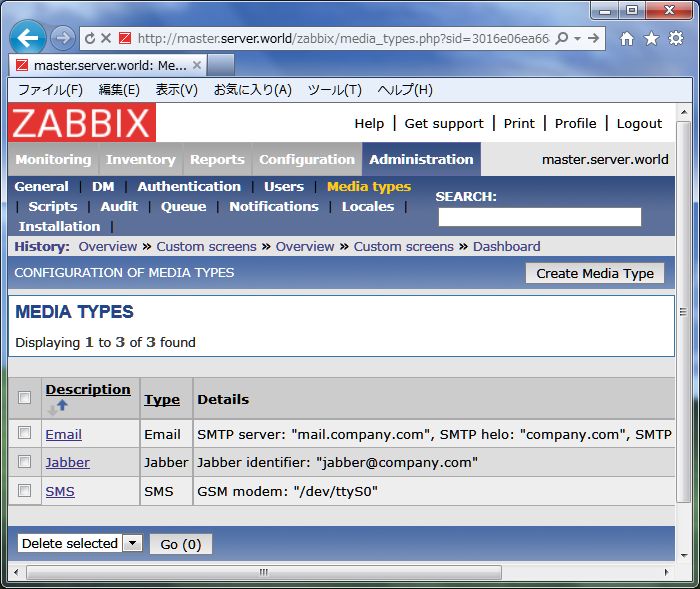 http://master.server.world/zabbix/media_types.php?sid=3016e06ea66
master.server.world: Me...
ファイル(F) 編集(E) 表示(V) お気に入り(A) ツール(T) ヘルプ(H)
ZABBIX
Help | Get support | Print | Profile | Logout
Monitoring Inventory Reports Configuration Administration master.server.world
General | DM | Authentication | Users | Media types
| Scripts | Audit | Queue | Notifications | Locales |
Installation |
SEARCH:
History: Overview » Custom screens » Overview » Custom screens » Dashboard
CONFIGURATION OF MEDIA TYPES Create Media Type
MEDIA TYPES
Displaying 1 to 3 of 3 found
Description Type Details
Email Email SMTP server: "mail.company.com", SMTP helo: "company.com", SMTP
Jabber Jabber Jabber identifier: "jabber@company.com"
SMS SMS GSM modem: "/dev/ttyS0"
Delete selected Go (0)